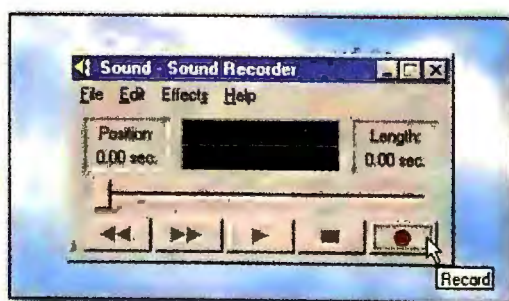 Sound - Sound Recorder
File Edit Effects Help
Position:
0.00 sec.
Length:
0.00 sec.
Record